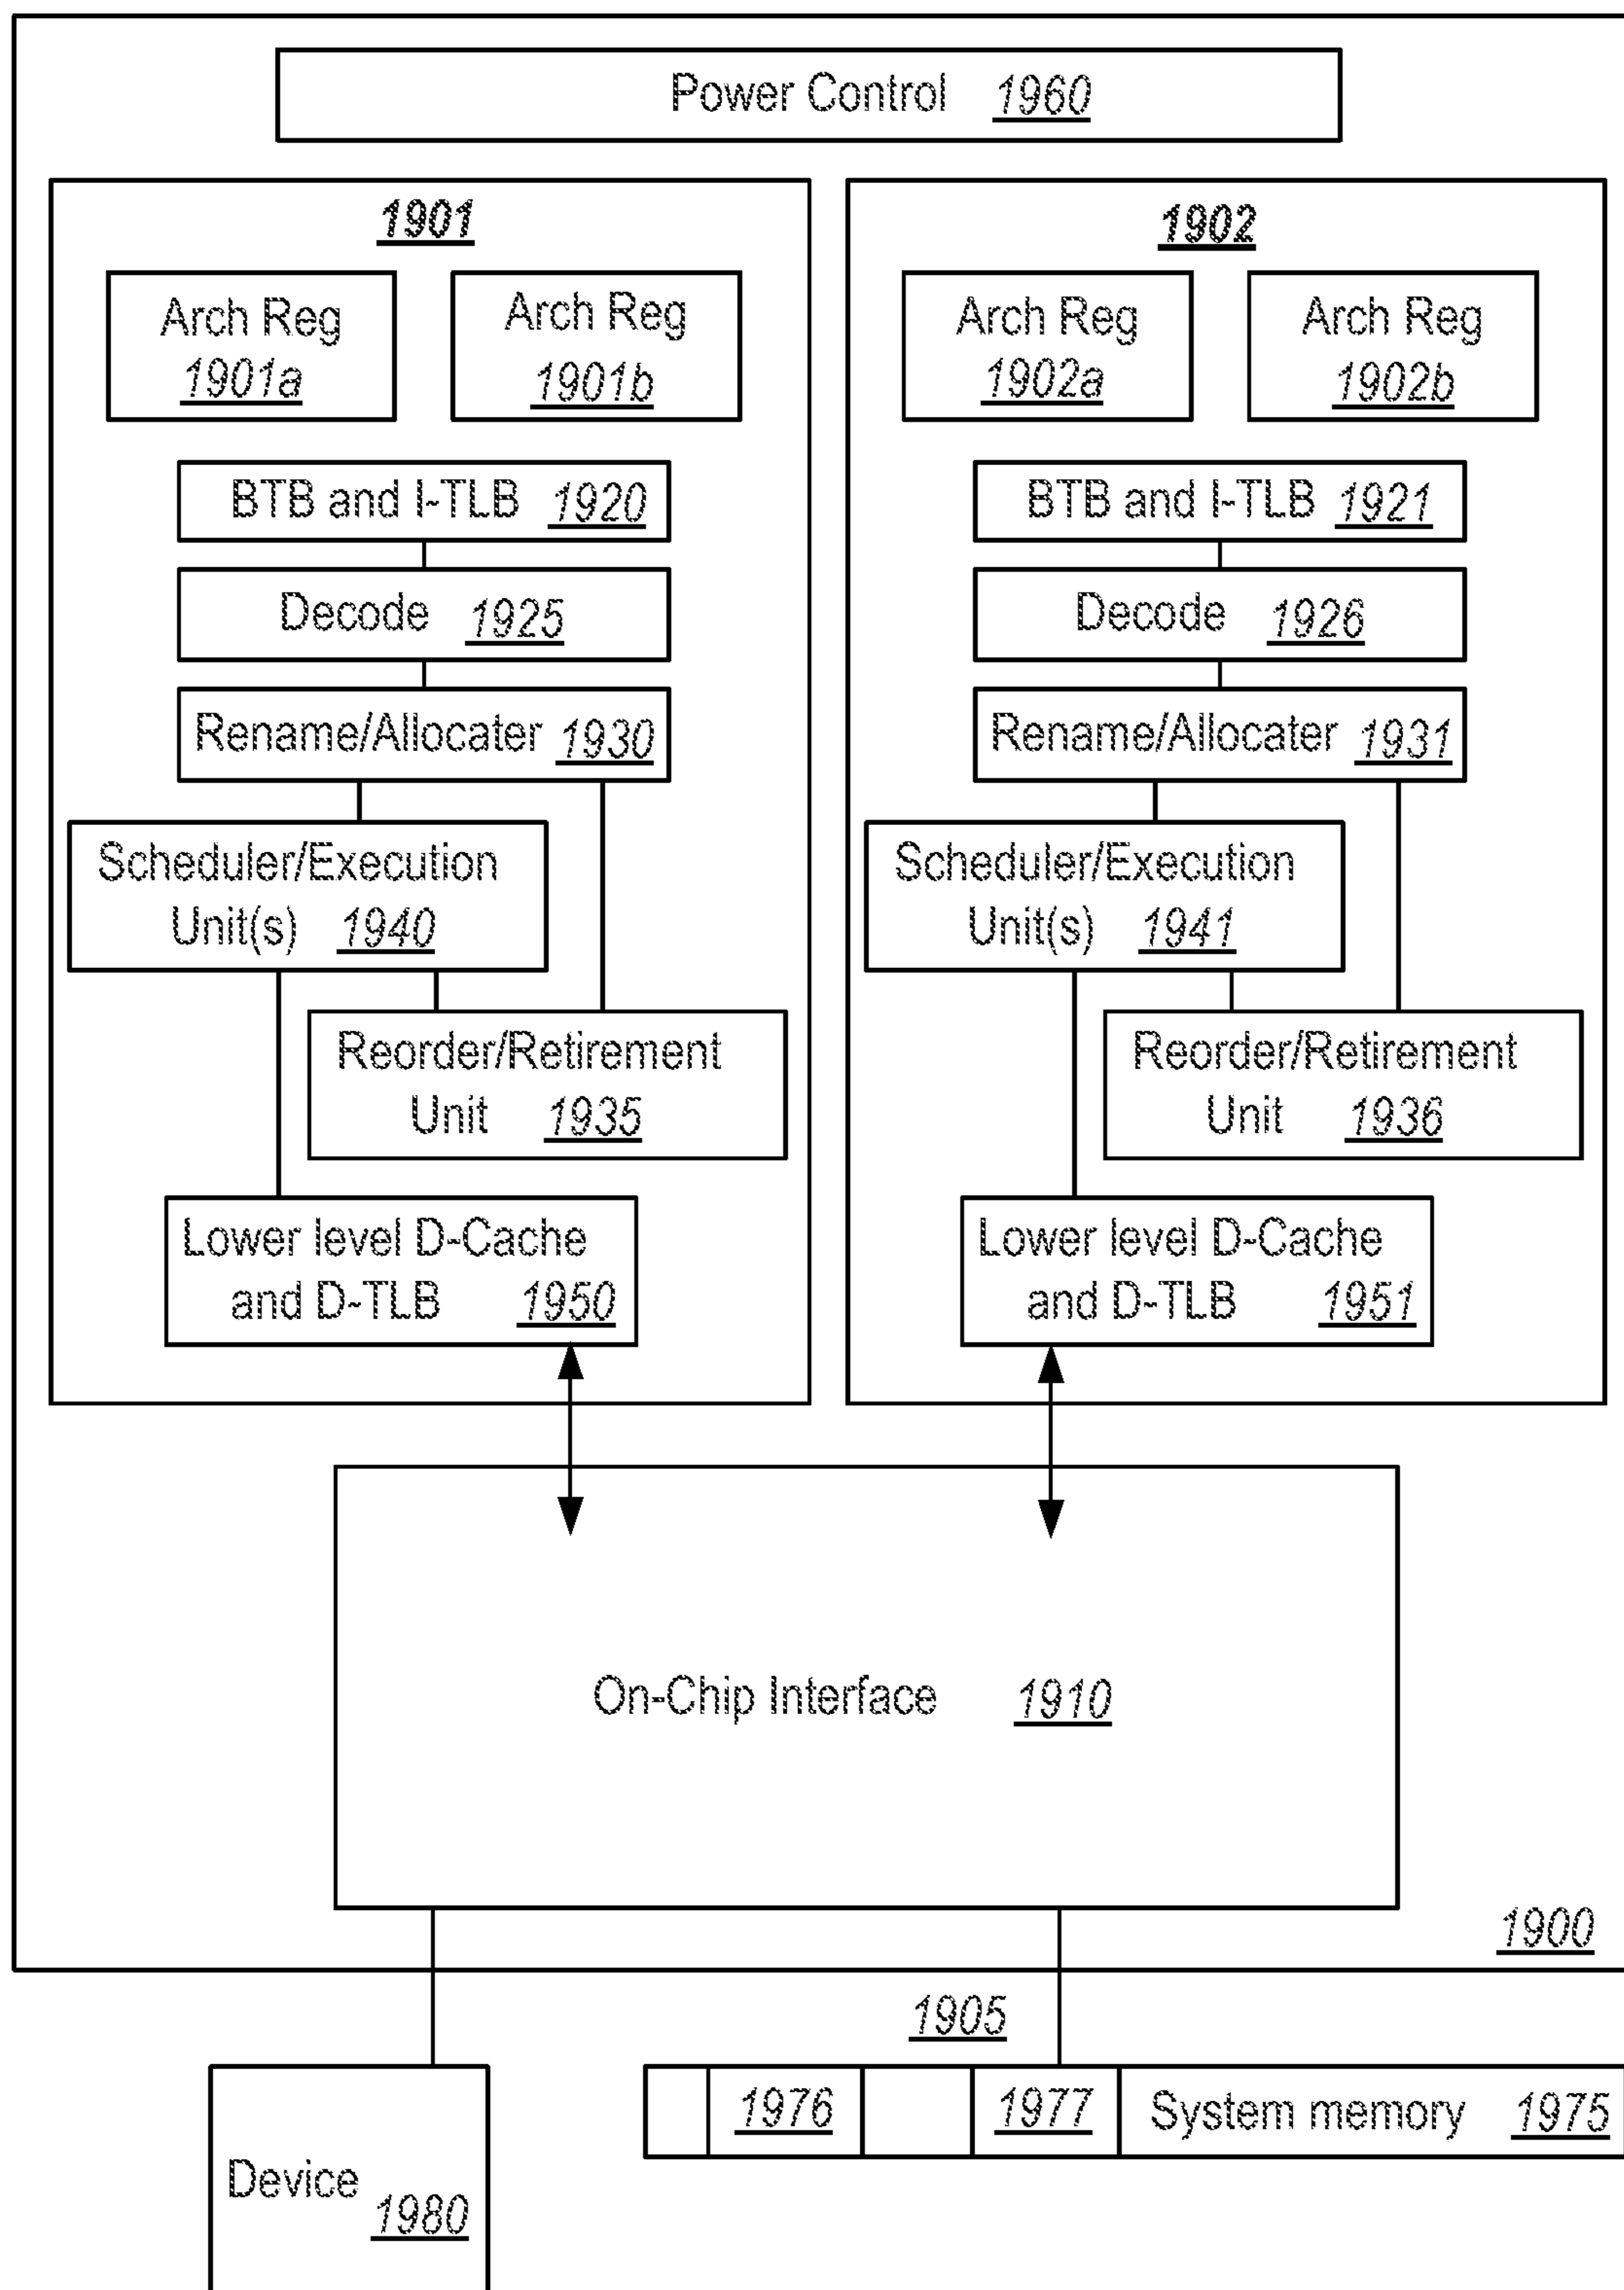 Power Control 1960
1901
Arch Reg
1901a
Arch Reg
1901b
BTB and I-TLB 1920
Decode 1925
Rename/Allocater 1930
Scheduler/Execution
Unit(s) 1940
Reorder/Retirement
Unit 1935
Lower level D-Cache
and D-TLB 1950
1902
Arch Reg
1902a
Arch Reg
1902b
BTB and I-TLB 1921
Decode 1926
Rename/Allocater 1931
Scheduler/Execution
Unit(s) 1941
Reorder/Retirement
Unit 1936
Lower level D-Cache
and D-TLB 1951
On-Chip Interface 1910
1900
1905
1976
1977
System memory 1975
Device 1980